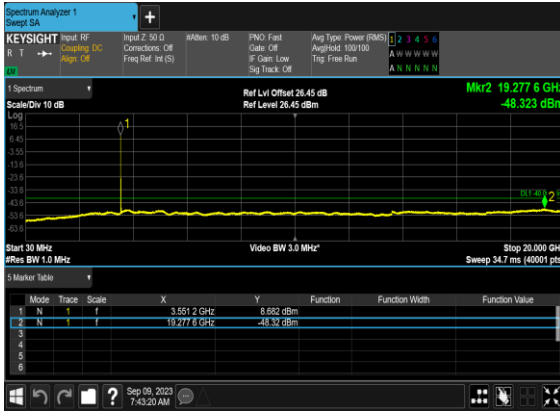 Spectrum Analyzer 1
Swept SA
+
KEYSIGHT Input: RF Input Z: 50 Ω #Atten: 10 dB PNO: Fast Avg Type: Power (RMS) 1 2 3 4 5 6
R T Coupling: DC Corrections: Off Gate: Off Avg|Hold: 100/100 A W W W W W
Align: Off Freq Ref: Int (S) IF Gain: Low Trig: Free Run
Sig Track: Off A N N N N N
1 Spectrum Ref Lvl Offset 26.45 dB Mkr2 19.277 6 GHz
Scale/Div 10 dB Ref Level 26.45 dBm -48.323 dBm
Log
16.5
6.45
-3.55
-13.6
-23.6
-33.6
-43.6
-53.6
-63.6
1
2
Start 30 MHz Video BW 3.0 MHz* Stop 20.000 GHz
#Res BW 1.0 MHz Sweep 34.7 ms (40001 pts)
5 Marker Table
Mode Trace Scale X Y Function Function Width Function Value
1 N 1 f 3.551 2 GHz 8.682 dBm
2 N 1 f 19.277 6 GHz -48.32 dBm
3
4
5
6
? Sep 09, 2023
7:43:20 AM